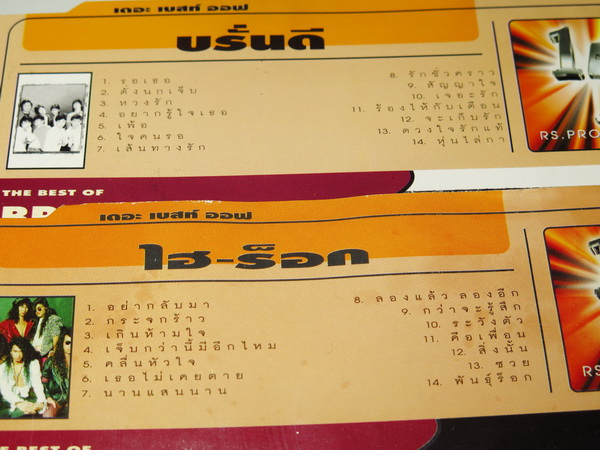 เดอะ เบสท์ ออฟ
บรั่นดี
1. รอเธอ
2. ดั่งนกเจ็บ
3. ทวงรัก
4. อยากรู้ใจเธอ
5. เพ้อ
6. ใจคนรอ
7. เส้นทางรัก
8. รักชั่วคราว
9. สัญญาใจ
10. เจอะรัก
11. ร้องไห้กับเดือน
12. จะเก็บรัก
13. ดวงใจรักแท้
14. หุ่นไล่กา
RS.PRO
THE BEST OF
เดอะ เบสท์ ออฟ
ไฮ-ร็อก
1. อย่ากลับมา
2. กระจกร้าว
3. เกินห้ามใจ
4. เจ็บกว่านี้มีอีกไหม
5. คลื่นหัวใจ
6. เธอไม่เคยตาย
7. นานแสนนาน
8. ลองแล้ว ลองอีก
9. กว่าจะรู้สึก
10. ระวังตัว
11. คือเพื่อน
12. สิ่งนั้น
13. ซวย
14. พันธุ์ร็อก
RS
THE BEST OF